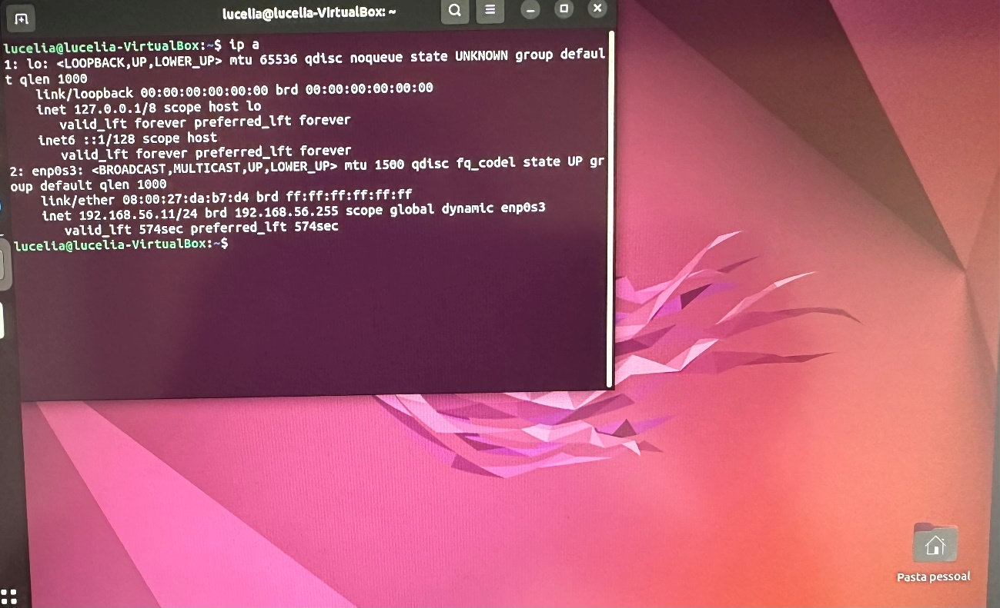 lucelia@lucelia-VirtualBox: ~
lucelia@lucelia-VirtualBox:~$ ip a
1: lo: <LOOPBACK,UP,LOWER_UP> mtu 65536 qdisc noqueue state UNKNOWN group defaul
t qlen 1000
    link/loopback 00:00:00:00:00:00 brd 00:00:00:00:00:00
    inet 127.0.0.1/8 scope host lo
       valid_lft forever preferred_lft forever
    inet6 ::1/128 scope host
       valid_lft forever preferred_lft forever
2: enp0s3: <BROADCAST,MULTICAST,UP,LOWER_UP> mtu 1500 qdisc fq_codel state UP gr
oup default qlen 1000
    link/ether 08:00:27:da:b7:d4 brd ff:ff:ff:ff:ff:ff
    inet 192.168.56.11/24 brd 192.168.56.255 scope global dynamic enp0s3
       valid_lft 574sec preferred_lft 574sec
lucelia@lucelia-VirtualBox:~$
Pasta pessoal